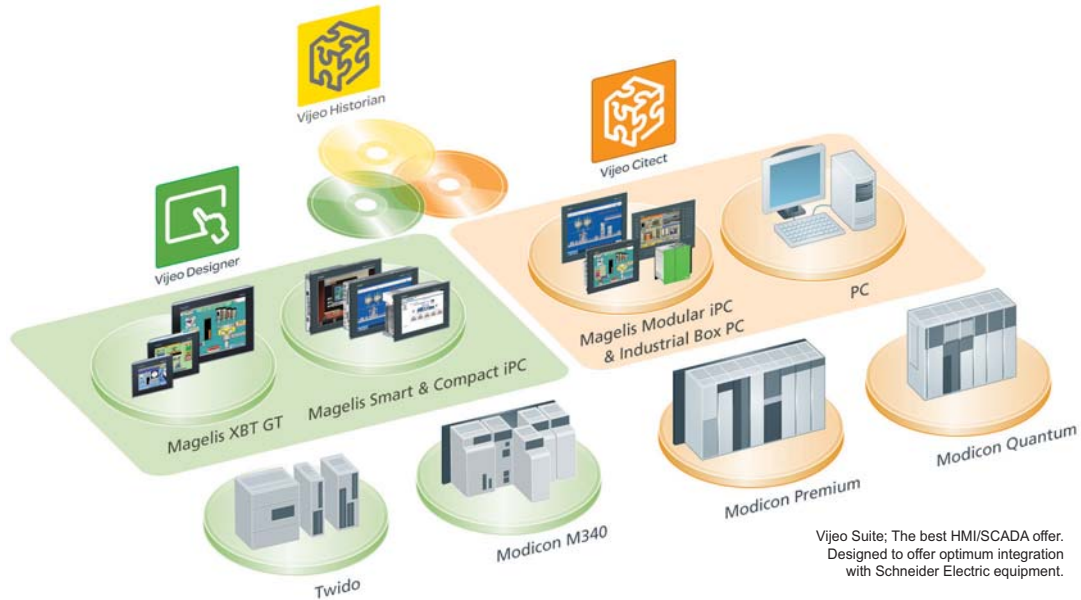 Vijeo Historian
Vijeo Citect
Vijeo Designer
PC
Magelis Modular iPC
& Industrial Box PC
Magelis Smart & Compact iPC
Magelis XBT GT
Modicon Quantum
Modicon Premium
Modicon M340
Twido
Vijeo Suite; The best HMI/SCADA offer.
Designed to offer optimum integration
with Schneider Electric equipment.